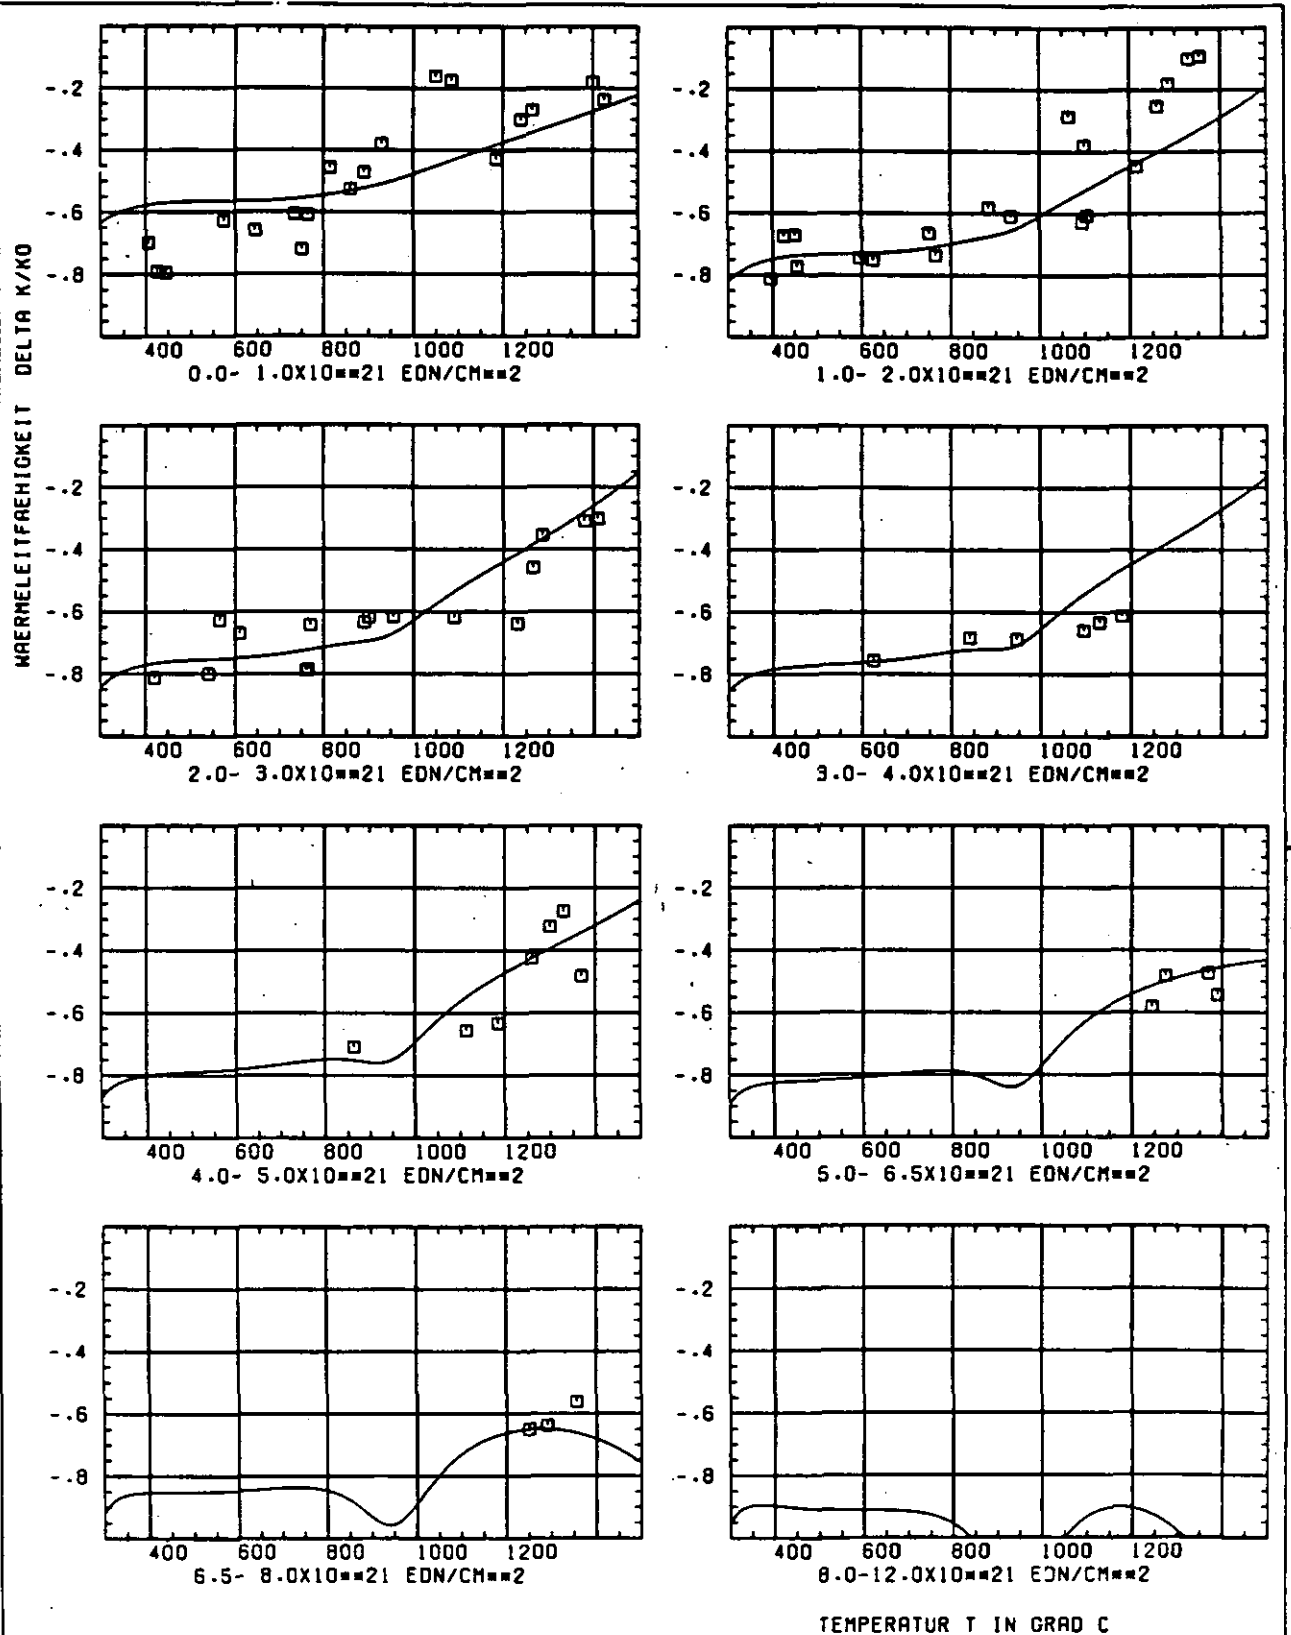 WAERMELEITFAEHIGKEIT DELTA K/KO
-.2 -.2
-.4 -.4
-.6 -.6
-.8 -.8
400 600 800 1000 1200 400 600 800 1000 1200
0.0- 1.0X10**21 EDN/CM**2 1.0- 2.0X10**21 EDN/CM**2
-.2 -.2
-.4 -.4
-.6 -.6
-.8 -.8
400 600 800 1000 1200 400 600 800 1000 1200
2.0- 3.0X10**21 EDN/CM**2 3.0- 4.0X10**21 EDN/CM**2
-.2 -.2
-.4 -.4
-.6 -.6
-.8 -.8
400 600 800 1000 1200 400 600 800 1000 1200
4.0- 5.0X10**21 EDN/CM**2 5.0- 6.5X10**21 EDN/CM**2
-.2 -.2
-.4 -.4
-.6 -.6
-.8 -.8
400 600 800 1000 1200 400 600 800 1000 1200
6.5- 8.0X10**21 EDN/CM**2 8.0-12.0X10**21 EDN/CM**2
TEMPERATUR T IN GRAD C